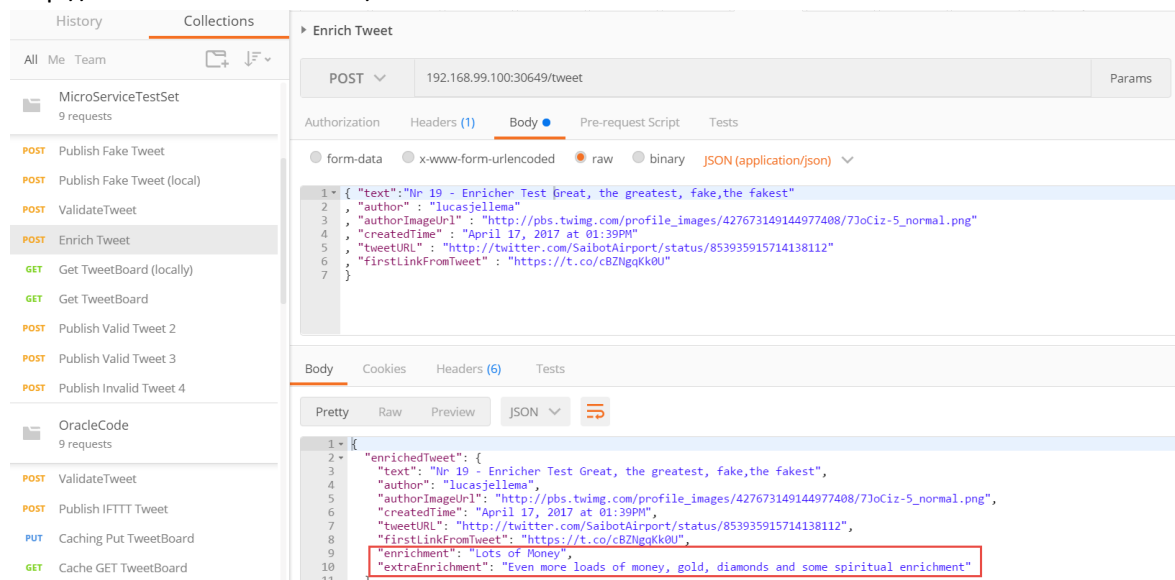 History Collections
All Me Team
MicroServiceTestSet
9 requests
POST Publish Fake Tweet
POST Publish Fake Tweet (local)
POST ValidateTweet
POST Enrich Tweet
GET Get TweetBoard (locally)
GET Get TweetBoard
POST Publish Valid Tweet 2
POST Publish Valid Tweet 3
POST Publish Invalid Tweet 4
OracleCode
9 requests
POST ValidateTweet
POST Publish IFTTT Tweet
PUT Caching Put TweetBoard
GET Cache GET TweetBoard
Enrich Tweet
POST 192.168.99.100:30649/tweet Params
Authorization Headers (1) Body Pre-request Script Tests
form-data x-www-form-urlencoded raw binary JSON (application/json)
1 { "text":"Nr 19 - Enricher Test Great, the greatest, fake,the fakest"
2 , "author" : "lucasjellema"
3 , "authorImageUrl" : "http://pbs.twimg.com/profile_images/427673149144977408/7JoCiz-5_normal.png"
4 , "createdTime" : "April 17, 2017 at 01:39PM"
5 , "tweetURL" : "http://twitter.com/SaibotAirport/status/853935915714138112"
6 , "firstLinkFromTweet" : "https://t.co/cBZNgqKk0U"
7 }
Body Cookies Headers (6) Tests
Pretty Raw Preview JSON
1 {
2 "enrichedTweet": {
3 "text": "Nr 19 - Enricher Test Great, the greatest, fake,the fakest",
4 "author": "lucasjellema",
5 "authorImageUrl": "http://pbs.twimg.com/profile_images/427673149144977408/7JoCiz-5_normal.png",
6 "createdTime": "April 17, 2017 at 01:39PM",
7 "tweetURL": "http://twitter.com/SaibotAirport/status/853935915714138112",
8 "firstLinkFromTweet": "https://t.co/cBZNgqKk0U",
9 "enrichment": "Lots of Money",
10 "extraEnrichment": "Even more loads of money, gold, diamonds and some spiritual enrichment"
11 }